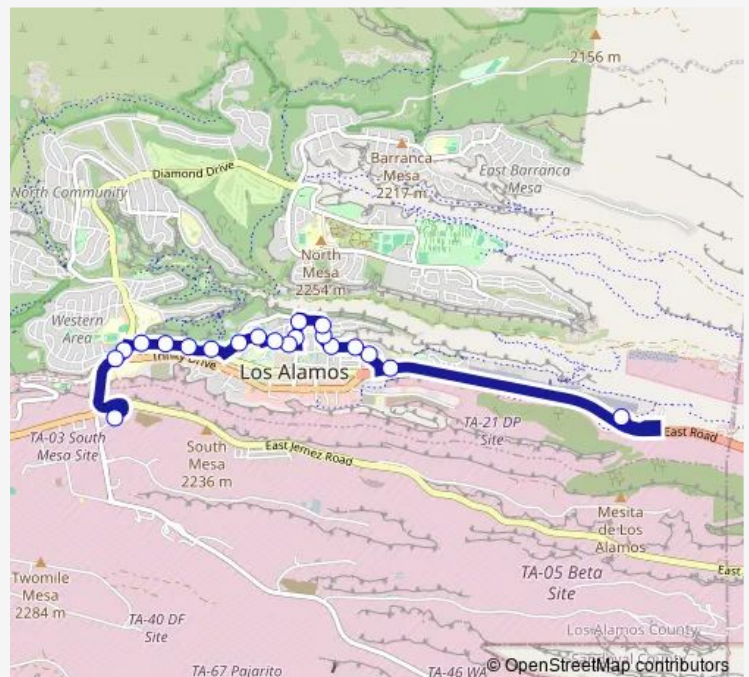 2156 m
Barranca
Mesa
2217 m
East Barranca
Mesa
Diamond Drive
North Community
North
Mesa
2254 m
Western
Area
Trinity Drive
Los Alamos
TA-03 South
Mesa Site
South
Mesa
2236 m
East Jemez Road
TA-21 DP
Site
East Road
Mesita
de Los
Alamos
East
Twomile
Mesa
2284 m
TA-05 Beta
Site
TA-40 DF
Site
Los Alamos County
TA-67 Pajarito
TA-46 WA
© OpenStreetMap contributors